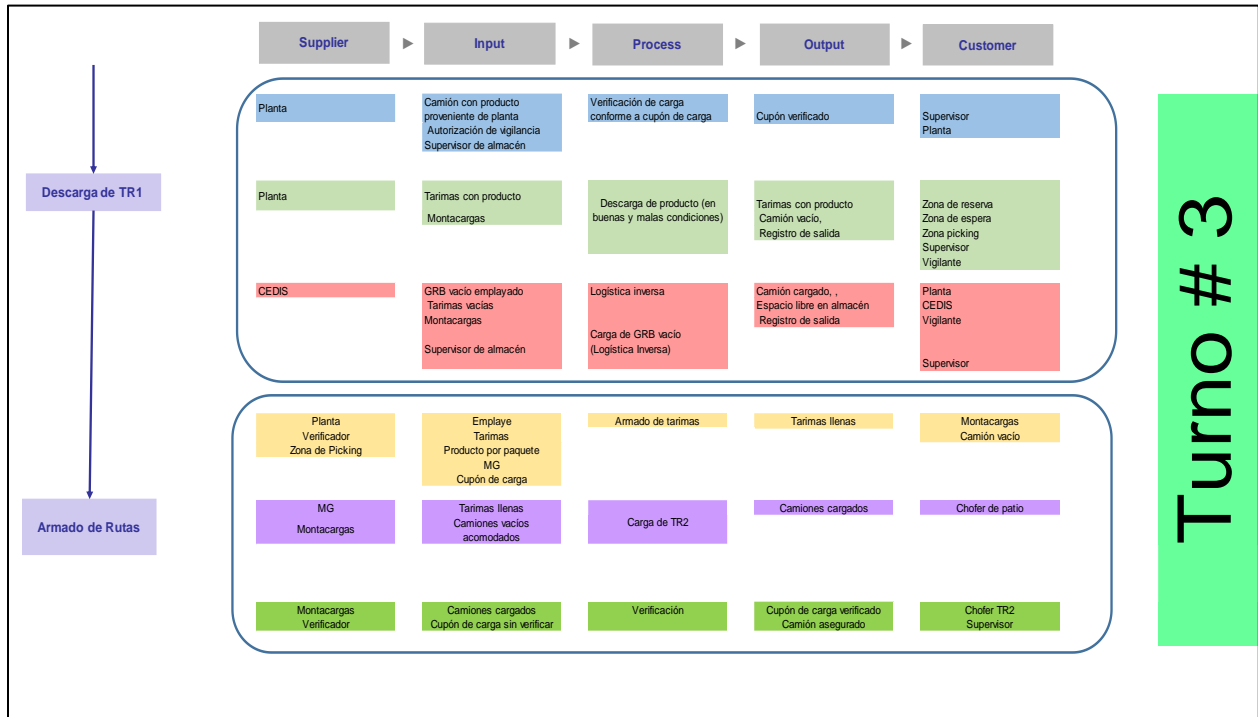 Supplier
Input
Process
Output
Customer
Planta
Camión con producto
proveniente de planta
Autorización de vigilancia
Supervisor de almacén
Verificación de carga
conforme a cupón de carga
Cupón verificado
Supervisor
Planta
Descarga de TR1
Planta
Tarimas con producto
Montacargas
Descarga de producto (en
buenas y malas condiciones)
Tarimas con producto
Camión vacío,
Registro de salida
Zona de reserva
Zona de espera
Zona picking
Supervisor
Vigilante
CEDIS
GRB vacío emplayado
Tarimas vacías
Montacargas
Supervisor de almacén
Logística inversa
Carga de GRB vacío
(Logística Inversa)
Camión cargado, ,
Espacio libre en almacén
Registro de salida
Planta
CEDIS
Vigilante
Supervisor
Armado de Rutas
Planta
Verificador
Zona de Picking
Emplaye
Tarimas
Producto por paquete
MG
Cupón de carga
Armado de tarimas
Tarimas llenas
Montacargas
Camión vacío
MG
Montacargas
Tarimas llenas
Camiones vacíos
acomodados
Carga de TR2
Camiones cargados
Chofer de patio
Montacargas
Verificador
Camiones cargados
Cupón de carga sin verificar
Verificación
Cupón de carga verificado
Camión asegurado
Chofer TR2
Supervisor
Turno # 3